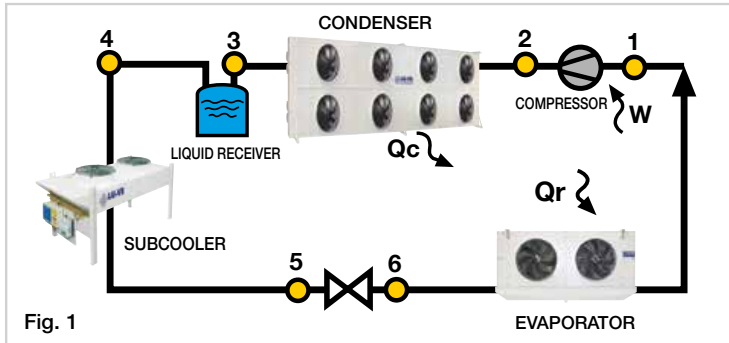 CONDENSER
4
3
2
1
COMPRESSOR
W
LIQUID RECEIVER
Qc
Qr
SUBCOOLER
5
6
Fig. 1
EVAPORATOR